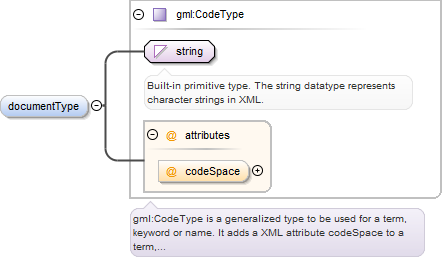 gml:CodeType
string
Built-in primitive type. The string datatype represents
character strings in XML.
documentType
@ attributes
@ codeSpace
gml:CodeType is a generalized type to be used for a term,
keyword or name. It adds a XML attribute codeSpace to a
term,...